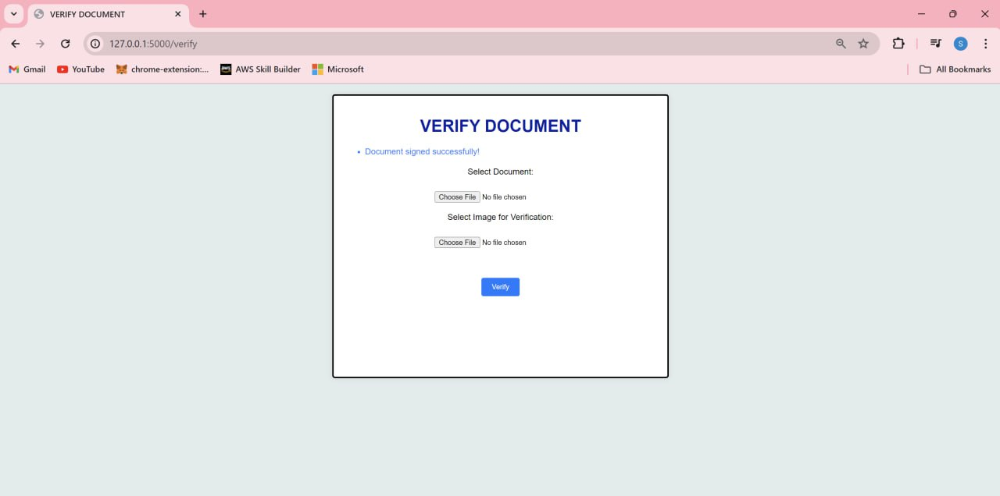 VERIFY DOCUMENT
127.0.0.1:5000/verify
S
Gmail
YouTube
chrome-extension:...
aws
AWS Skill Builder
Microsoft
All Bookmarks
VERIFY DOCUMENT
• Document signed successfully!
Select Document:
Choose File No file chosen
Select Image for Verification:
Choose File No file chosen
Verify